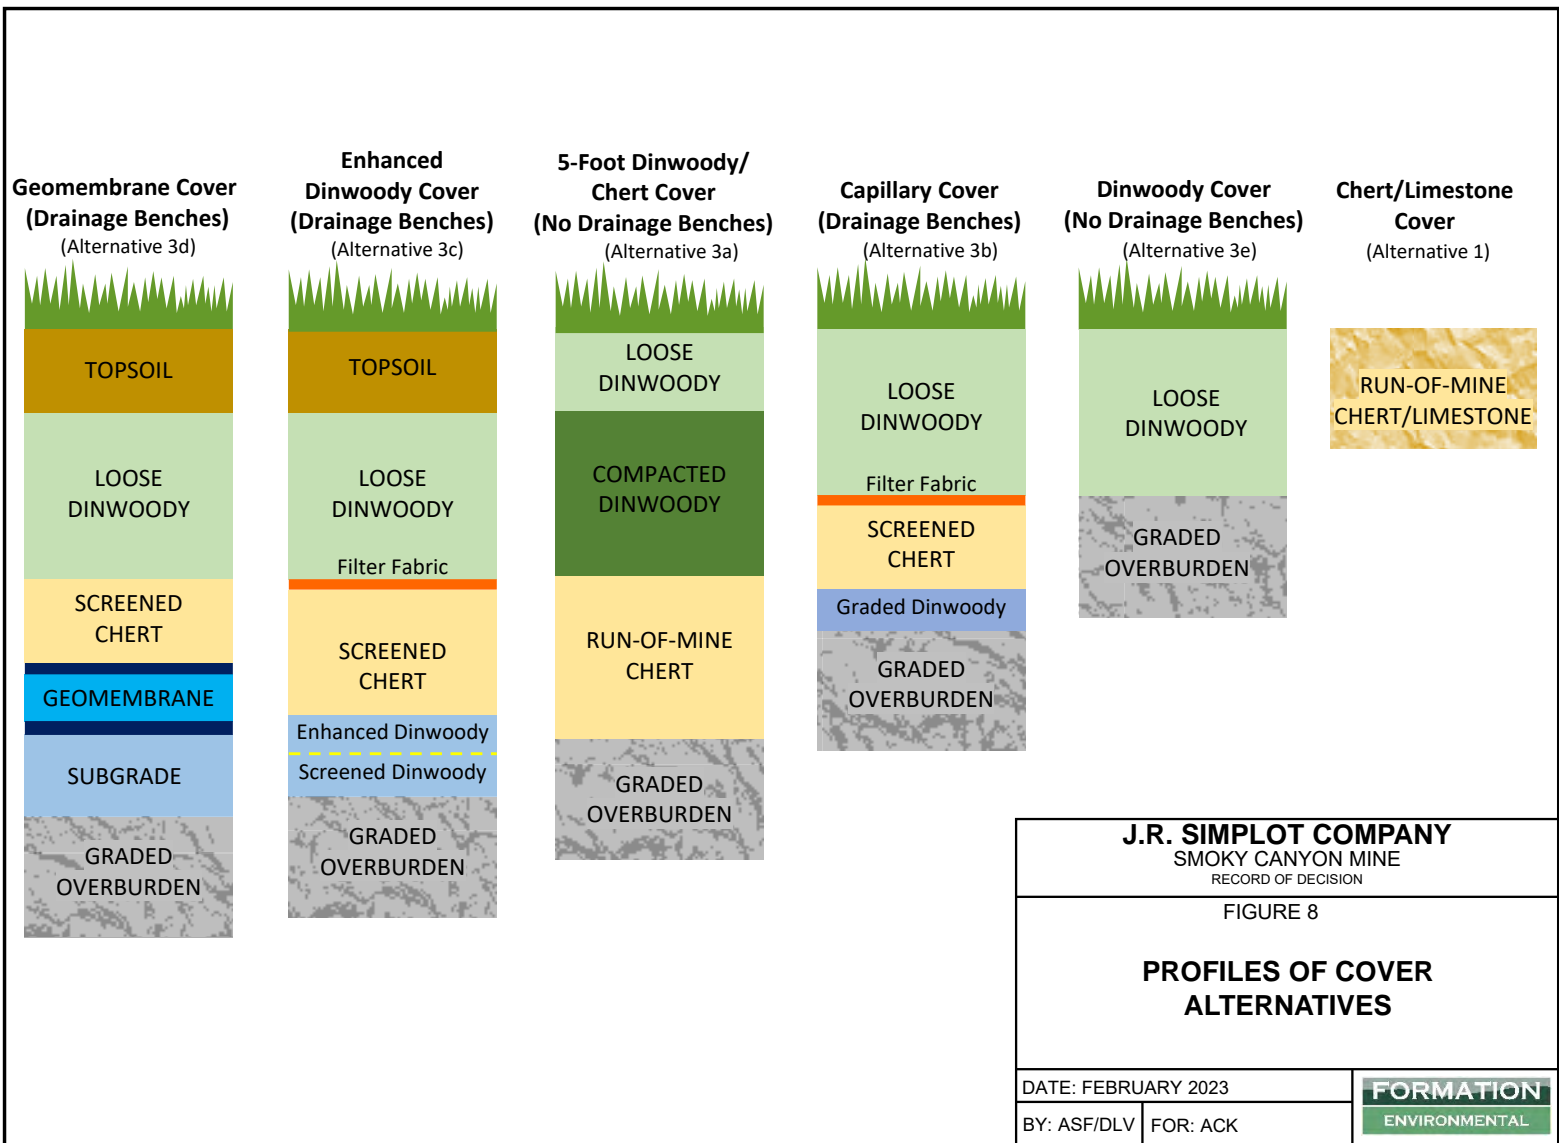 Geomembrane Cover
(Drainage Benches)
(Alternative 3d)
TOPSOIL
LOOSE
DINWOODY
SCREENED
CHERT
GEOMEMBRANE
SUBGRADE
GRADED
OVERBURDEN
Enhanced
Dinwoody Cover
(Drainage Benches)
(Alternative 3c)
TOPSOIL
LOOSE
DINWOODY
Filter Fabric
SCREENED
CHERT
Enhanced Dinwoody
Screened Dinwoody
GRADED
OVERBURDEN
5-Foot Dinwoody/
Chert Cover
(No Drainage Benches)
(Alternative 3a)
LOOSE
DINWOODY
COMPACTED
DINWOODY
RUN-OF-MINE
CHERT
GRADED
OVERBURDEN
Capillary Cover
(Drainage Benches)
(Alternative 3b)
LOOSE
DINWOODY
Filter Fabric
SCREENED
CHERT
Graded Dinwoody
GRADED
OVERBURDEN
Dinwoody Cover
(No Drainage Benches)
(Alternative 3e)
LOOSE
DINWOODY
GRADED
OVERBURDEN
Chert/Limestone
Cover
(Alternative 1)
RUN-OF-MINE
CHERT/LIMESTONE
J.R. SIMPLOT COMPANY
SMOKY CANYON MINE
RECORD OF DECISION
FIGURE 8
PROFILES OF COVER
ALTERNATIVES
DATE: FEBRUARY 2023
BY: ASF/DLV
FOR: ACK
FORMATION
ENVIRONMENTAL